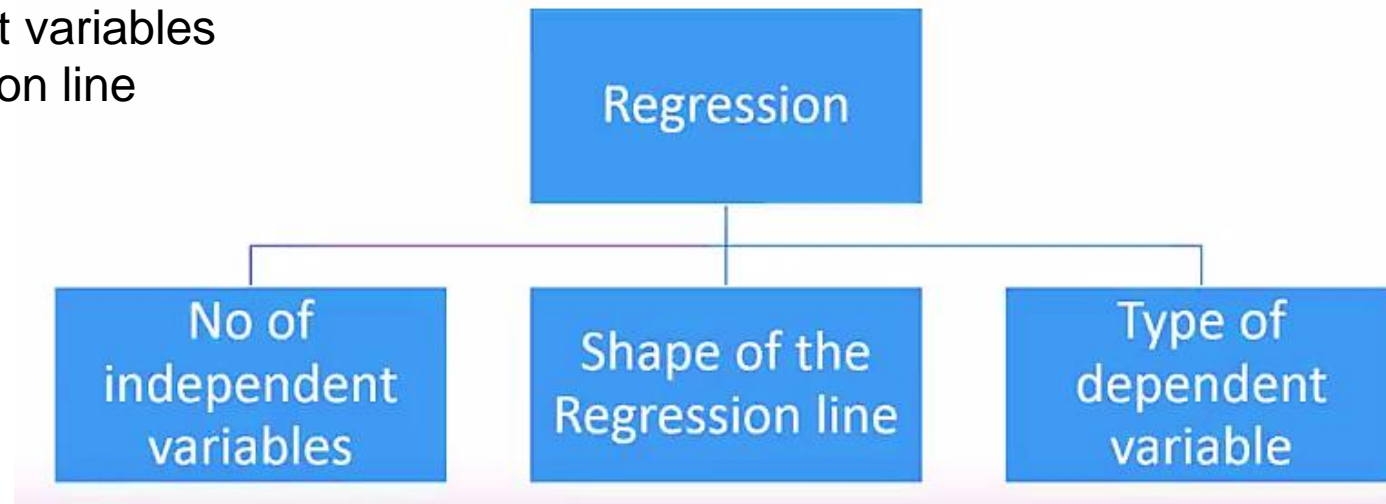 t variables
on line
Regression
No of
independent
variables
Shape of the
Regression line
Type of
dependent
variable